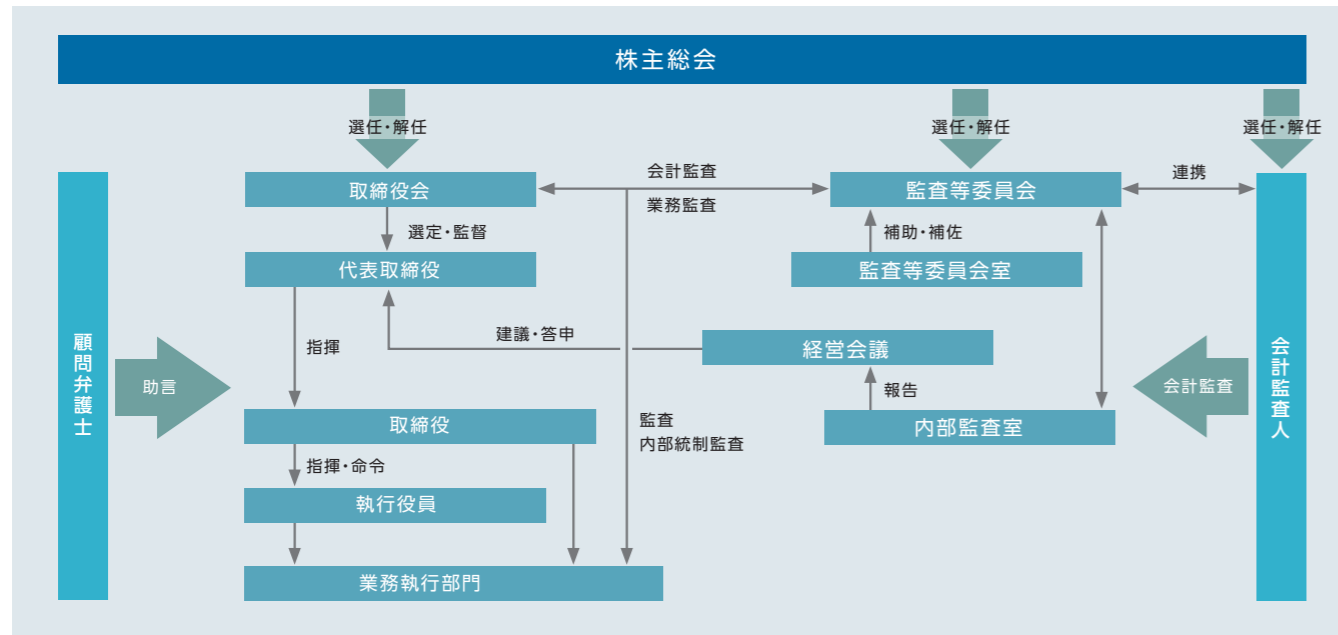 株主総会
選任・解任
選任・解任
選任・解任
取締役会
会計監査
業務監査
監査等委員会
連携
選定・監督
補助・補佐
代表取締役
監査等委員会室
顧問弁護士
助言
指揮
建議・答申
経営会議
報告
会計監査
会計監査人
取締役
監査
内部統制監査
内部監査室
指揮・命令
執行役員
業務執行部門